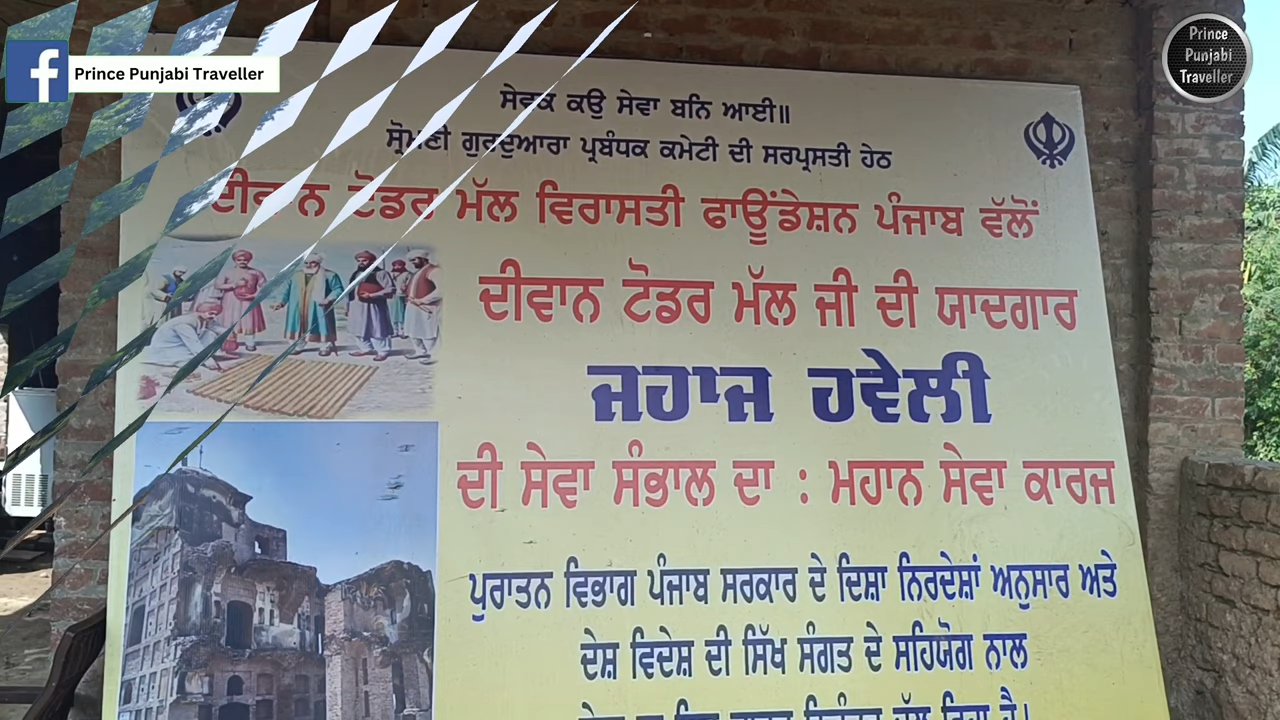 Prince Punjabi Traveller
Prince
Punjabi
Traveller
ਸੇਵਕ ਕਉ ਸੇਵਾ ਬਨਿ ਆਈ॥
ਸ੍ਰੋਮਣੀ ਗੁਰਦੁਆਰਾ ਪ੍ਰਬੰਧਕ ਕਮੇਟੀ ਦੀ ਸਰਪ੍ਰਸਤੀ ਹੇਠ
ਦੀਵਾਨ ਟੋਡਰ ਮੱਲ ਵਿਰਾਸਤੀ ਫਾਊਂਡੇਸ਼ਨ ਪੰਜਾਬ ਵੱਲੋਂ
ਦੀਵਾਨ ਟੋਡਰ ਮੱਲ ਜੀ ਦੀ ਯਾਦਗਾਰ
ਜਹਾਜ ਹਵੇਲੀ
ਦੀ ਸੇਵਾ ਸੰਭਾਲ ਦਾ : ਮਹਾਨ ਸੇਵਾ ਕਾਰਜ
ਪੁਰਾਤਨ ਵਿਭਾਗ ਪੰਜਾਬ ਸਰਕਾਰ ਦੇ ਦਿਸ਼ਾ ਨਿਰਦੇਸ਼ਾਂ ਅਨੁਸਾਰ ਅਤੇ
ਦੇਸ਼ ਵਿਦੇਸ਼ ਦੀ ਸਿੱਖ ਸੰਗਤ ਦੇ ਸਹਿਯੋਗ ਨਾਲ